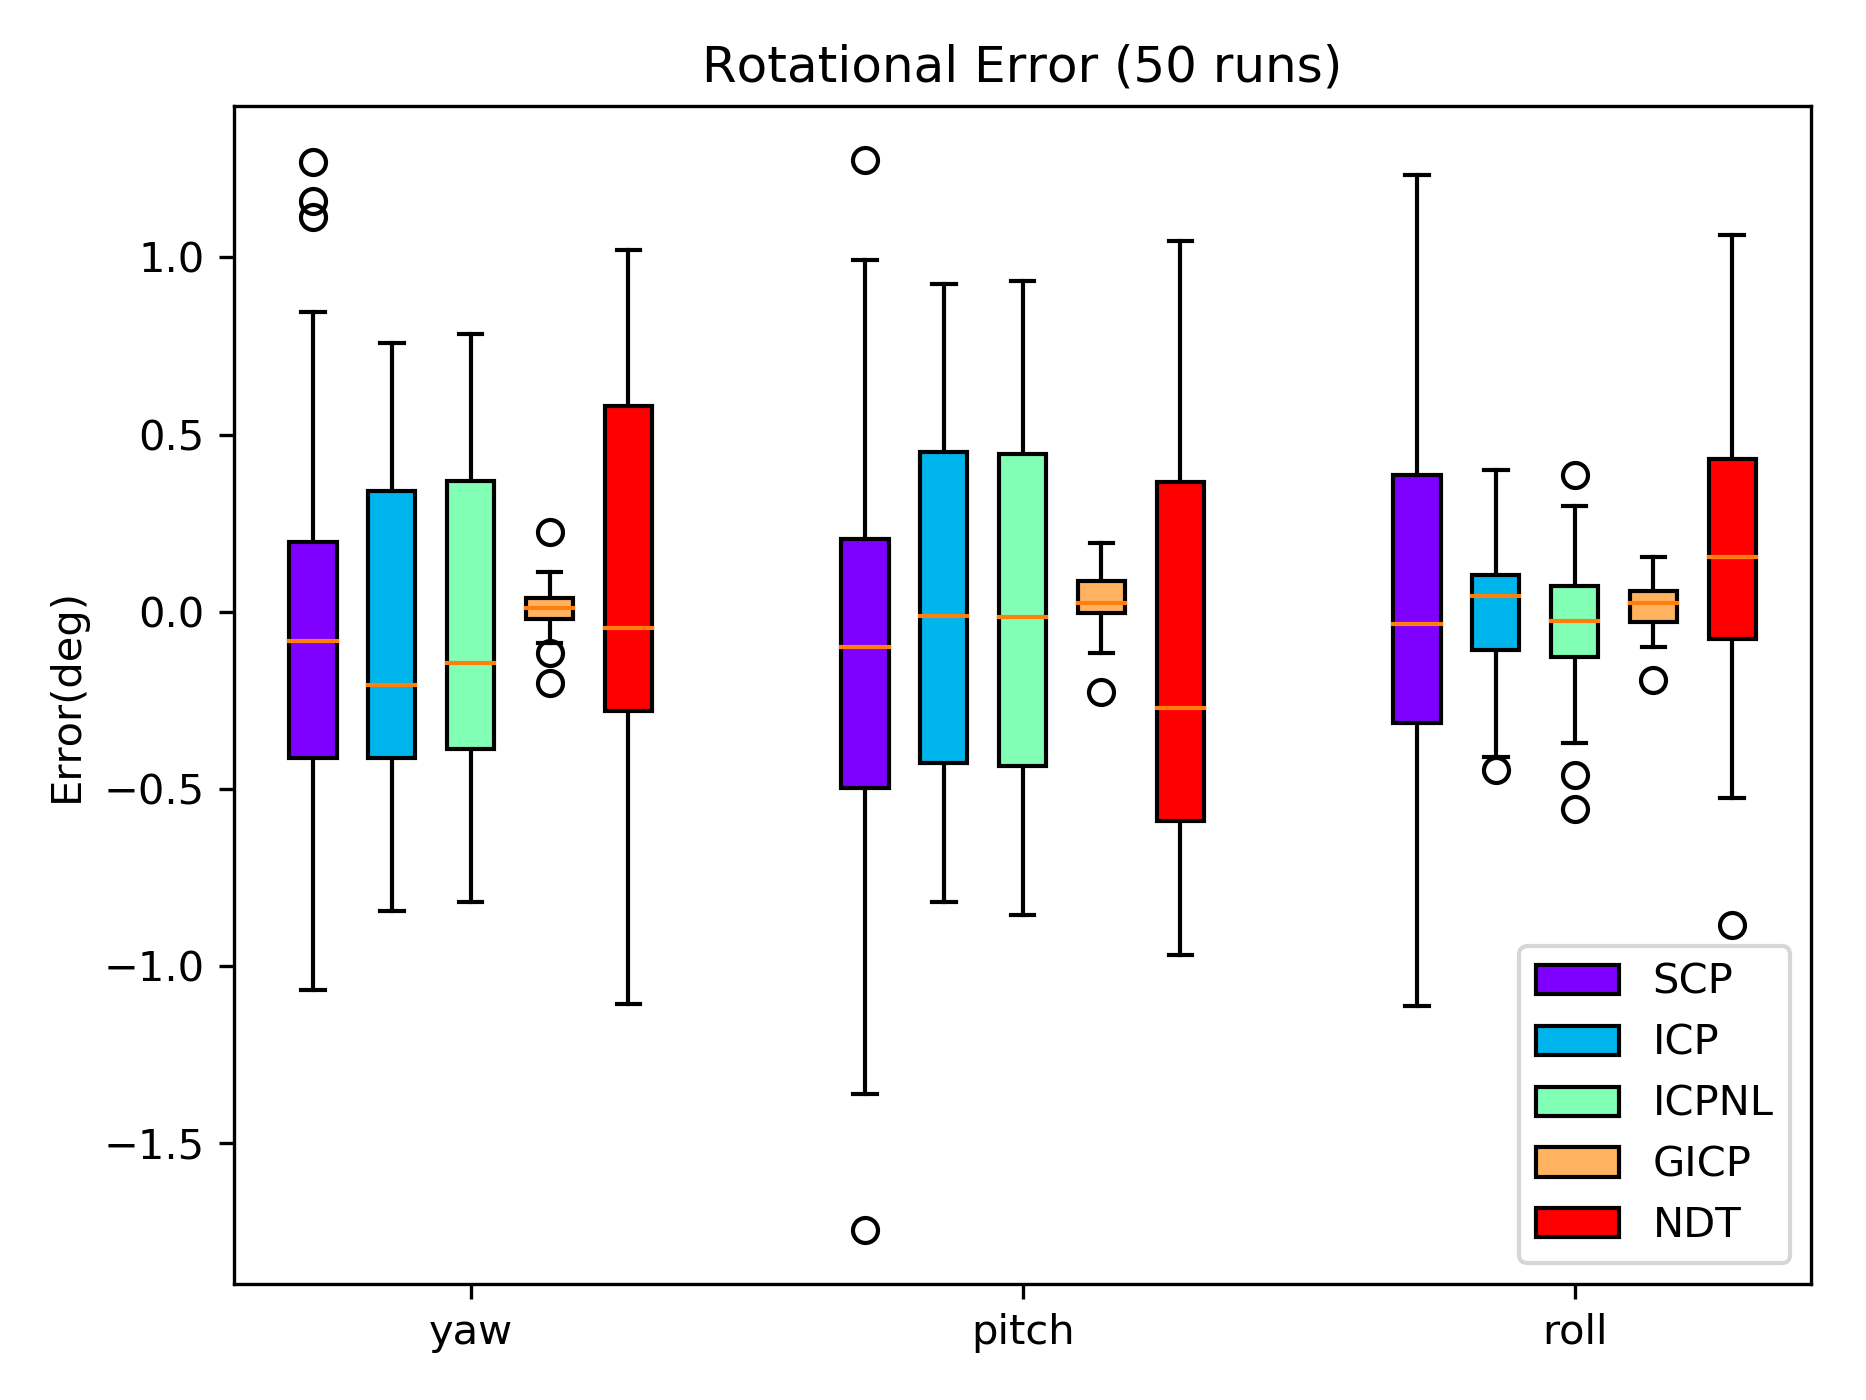 Rotational Error (50 runs)
Error(deg)
1.0
0.5
0.0
−0.5
−1.0
−1.5
yaw
pitch
roll
SCP
ICP
ICPNL
GICP
NDT